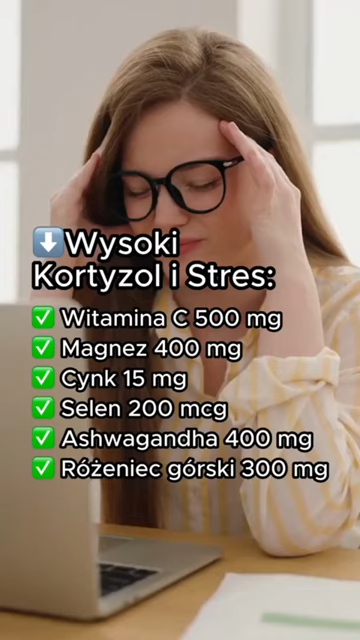 ⬇️Wysoki
Kortyzol i Stres:
✅ Witamina C 500 mg
✅ Magnez 400 mg
✅ Cynk 15 mg
✅ Selen 200 mcg
✅ Ashwagandha 400 mg
✅ Różeniec górski 300 mg